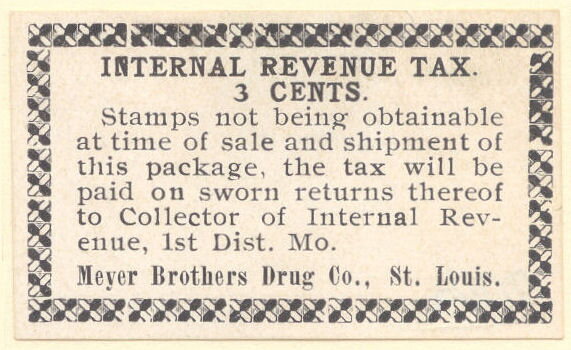 INTERNAL REVENUE TAX.
3 CENTS.
Stamps not being obtainable
at time of sale and shipment of
this package, the tax will be
paid on sworn returns thereof
to Collector of Internal Rev-
enue, 1st Dist. Mo.
Meyer Brothers Drug Co., St. Louis.